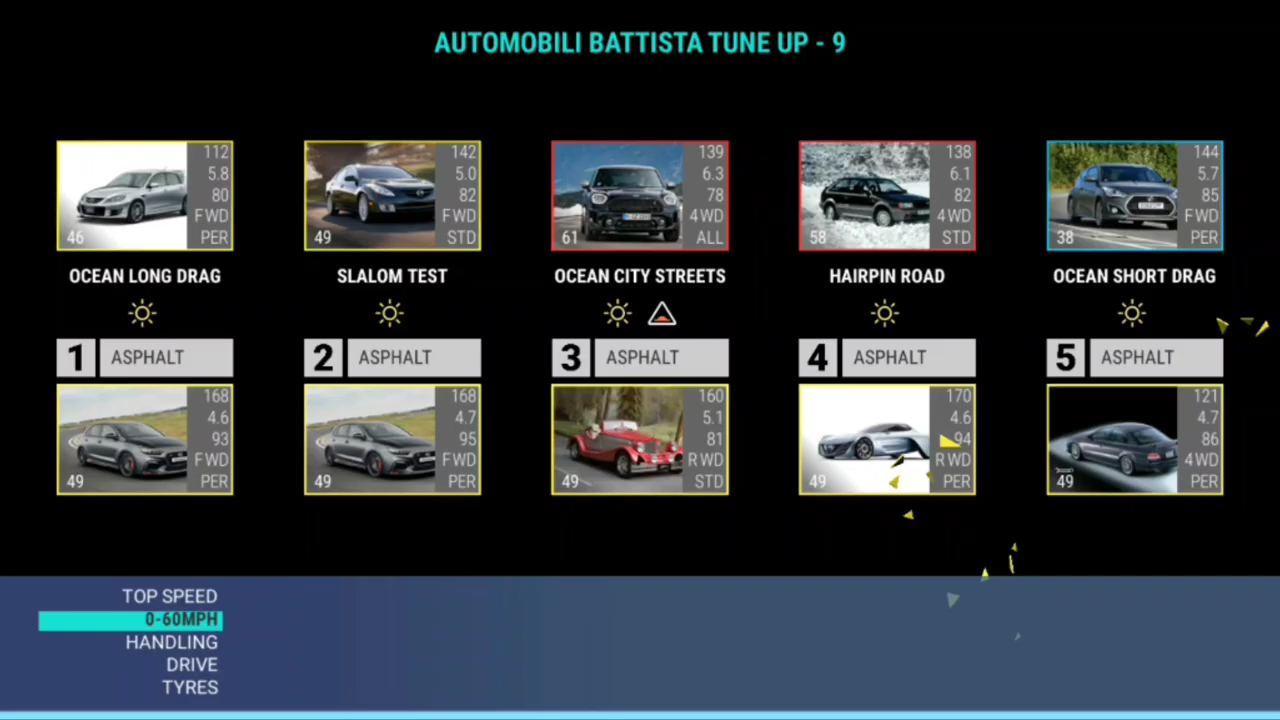 AUTOMOBILI BATTISTA TUNE UP - 9
112
5.8
80
FWD
46 PER
142
5.0
82
FWD
49 STD
139
6.3
78
4WD
61 ALL
138
6.1
82
4WD
58 STD
144
5.7
85
FWD
38 PER
OCEAN LONG DRAG
SLALOM TEST
OCEAN CITY STREETS
HAIRPIN ROAD
OCEAN SHORT DRAG
1 ASPHALT
2 ASPHALT
3 ASPHALT
4 ASPHALT
5 ASPHALT
168
4.6
93
FWD
49 PER
168
4.7
95
FWD
49 PER
160
5.1
81
RWD
49 STD
170
4.6
94
RWD
49 PER
121
4.7
86
4WD
49 PER
TOP SPEED
0-60MPH
HANDLING
DRIVE
TYRES